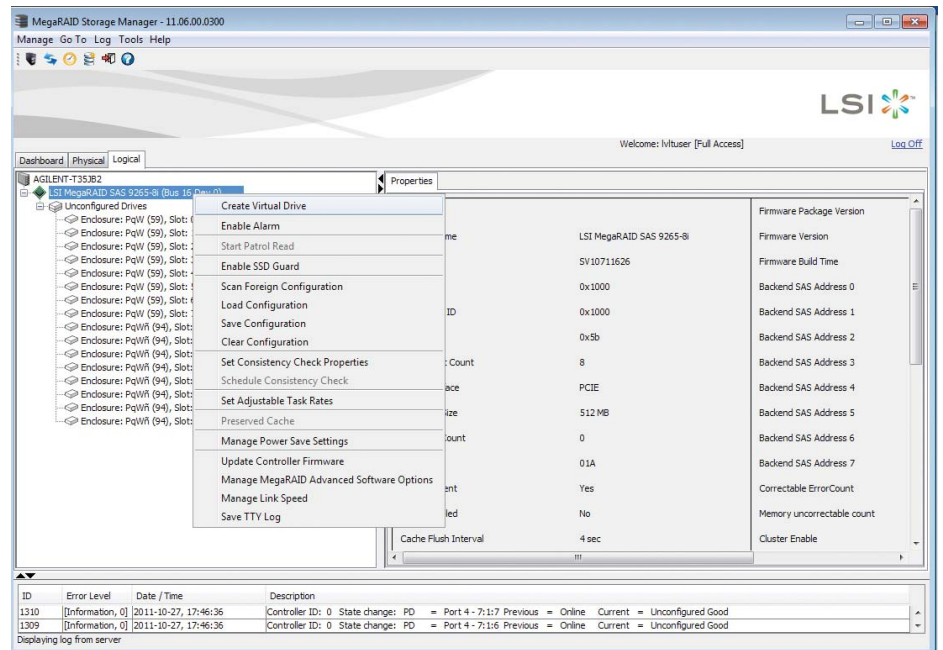 MegaRAID Storage Manager - 11.06.00.0300
Manage Go To Log Tools Help
LSI
Welcome: lvltuser [Full Access]
Log Off
Dashboard Physical Logical
AGILENT-T35JB2
LSI MegaRAID SAS 9265-8i (Bus 16 Dev 0)
Unconfigured Drives
Enclosure: PqW (59), Slot:
Enclosure: PqW (59), Slot:
Enclosure: PqW (59), Slot:
Enclosure: PqW (59), Slot:
Enclosure: PqW (59), Slot:
Enclosure: PqW (59), Slot:
Enclosure: PqW (59), Slot:
Enclosure: PqW (59), Slot:
Enclosure: PqWñ (94), Slot:
Enclosure: PqWñ (94), Slot:
Enclosure: PqWñ (94), Slot:
Enclosure: PqWñ (94), Slot:
Enclosure: PqWñ (94), Slot:
Enclosure: PqWñ (94), Slot:
Enclosure: PqWñ (94), Slot:
Enclosure: PqWñ (94), Slot:
Create Virtual Drive
Enable Alarm
Start Patrol Read
Enable SSD Guard
Scan Foreign Configuration
Load Configuration
Save Configuration
Clear Configuration
Set Consistency Check Properties
Schedule Consistency Check
Set Adjustable Task Rates
Preserved Cache
Manage Power Save Settings
Update Controller Firmware
Manage MegaRAID Advanced Software Options
Manage Link Speed
Save TTY Log
Properties
Firmware Package Version
me LSI MegaRAID SAS 9265-8i Firmware Version
SV10711626 Firmware Build Time
0x1000 Backend SAS Address 0
ID 0x1000 Backend SAS Address 1
0x5b Backend SAS Address 2
Count 8 Backend SAS Address 3
ace PCIE Backend SAS Address 4
ize 512 MB Backend SAS Address 5
ount 0 Backend SAS Address 6
01A Backend SAS Address 7
ent Yes Correctable ErrorCount
led No Memory uncorrectable count
Cache Flush Interval 4 sec Cluster Enable
ID Error Level Date / Time Description
1310 [Information, 0] 2011-10-27, 17:46:36 Controller ID: 0 State change: PD = Port 4 - 7:1:7 Previous = Online Current = Unconfigured Good
1309 [Information, 0] 2011-10-27, 17:46:36 Controller ID: 0 State change: PD = Port 4 - 7:1:6 Previous = Online Current = Unconfigured Good
Displaying log from server